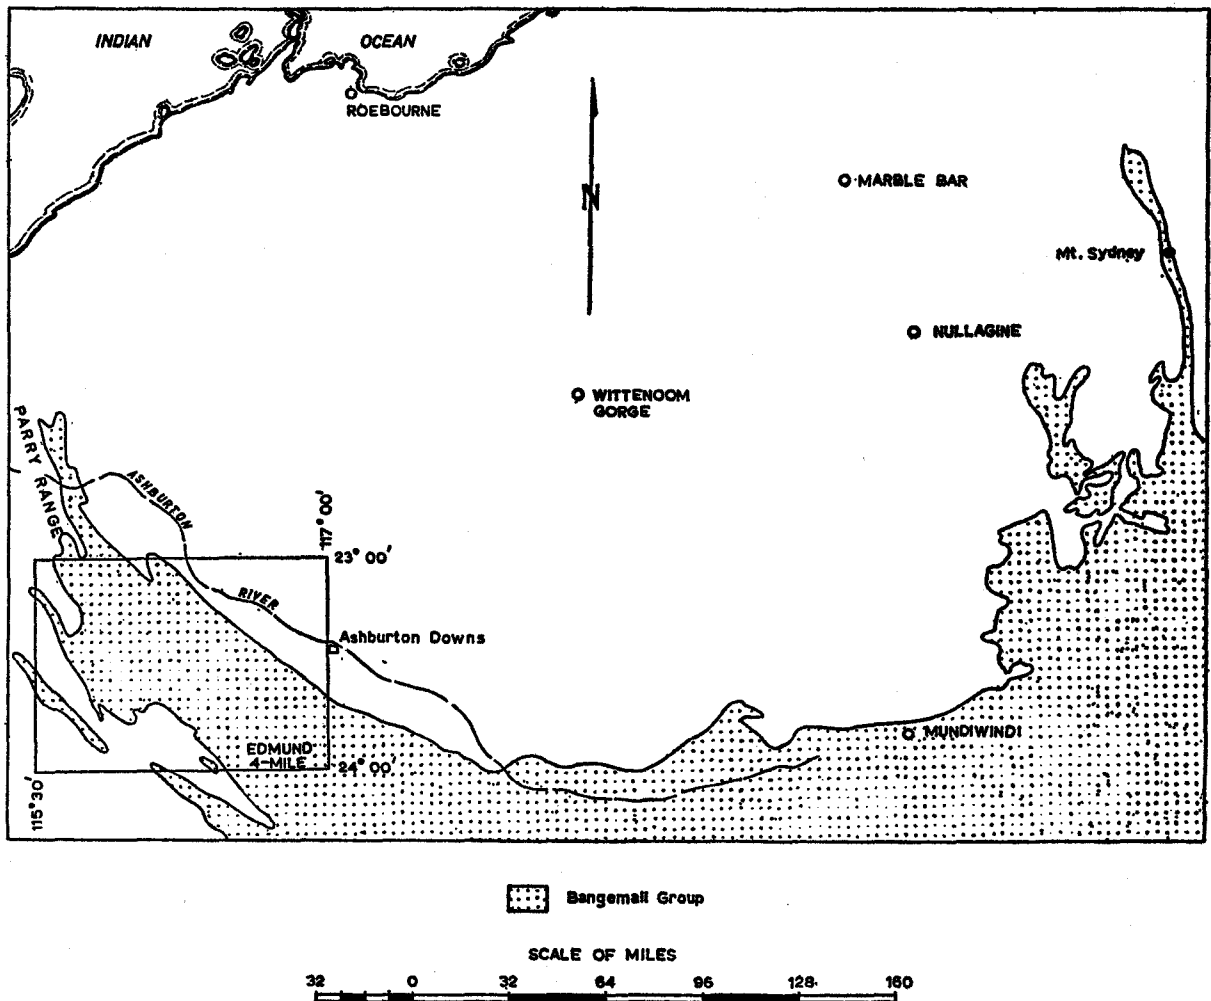 INDIAN OCEAN
ROEBOURNE
MARBLE BAR
N
Mt. Sydney
NULLAGINE
WITTENOOM
GORGE
PARRY RANGE
ASHBURTON
117° 00'
23° 00'
RIVER
Ashburton Downs
MUNDIWINDI
EDMUND
4-MILE
24° 00'
115° 30'
Bangemall Group
SCALE OF MILES
32 0 32 64 96 128 160